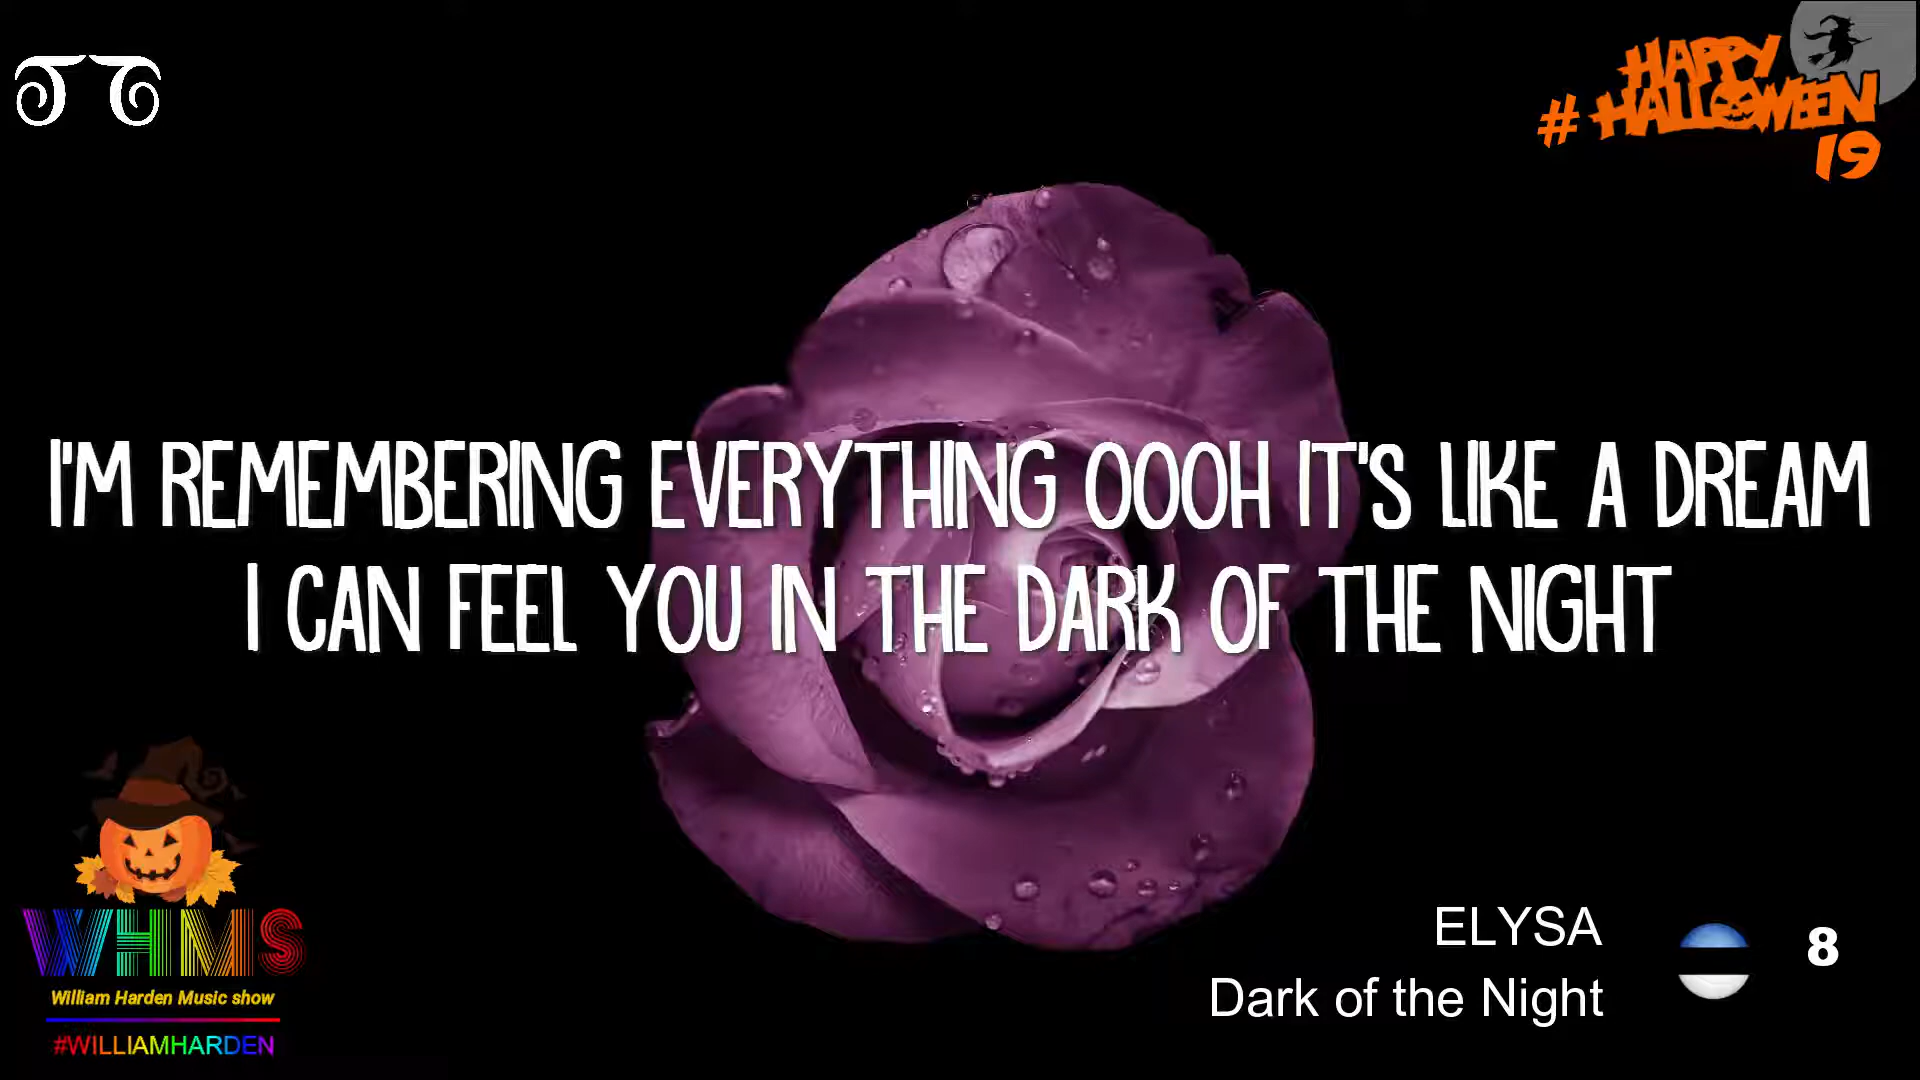 # HAPPY
HALLOWEEN
19
I'M REMEMBERING EVERYTHING OOOH IT'S LIKE A DREAM
I CAN FEEL YOU IN THE DARK OF THE NIGHT
WHMS
William Harden Music show
#WILLIAMHARDEN
ELYSA
Dark of the Night
8